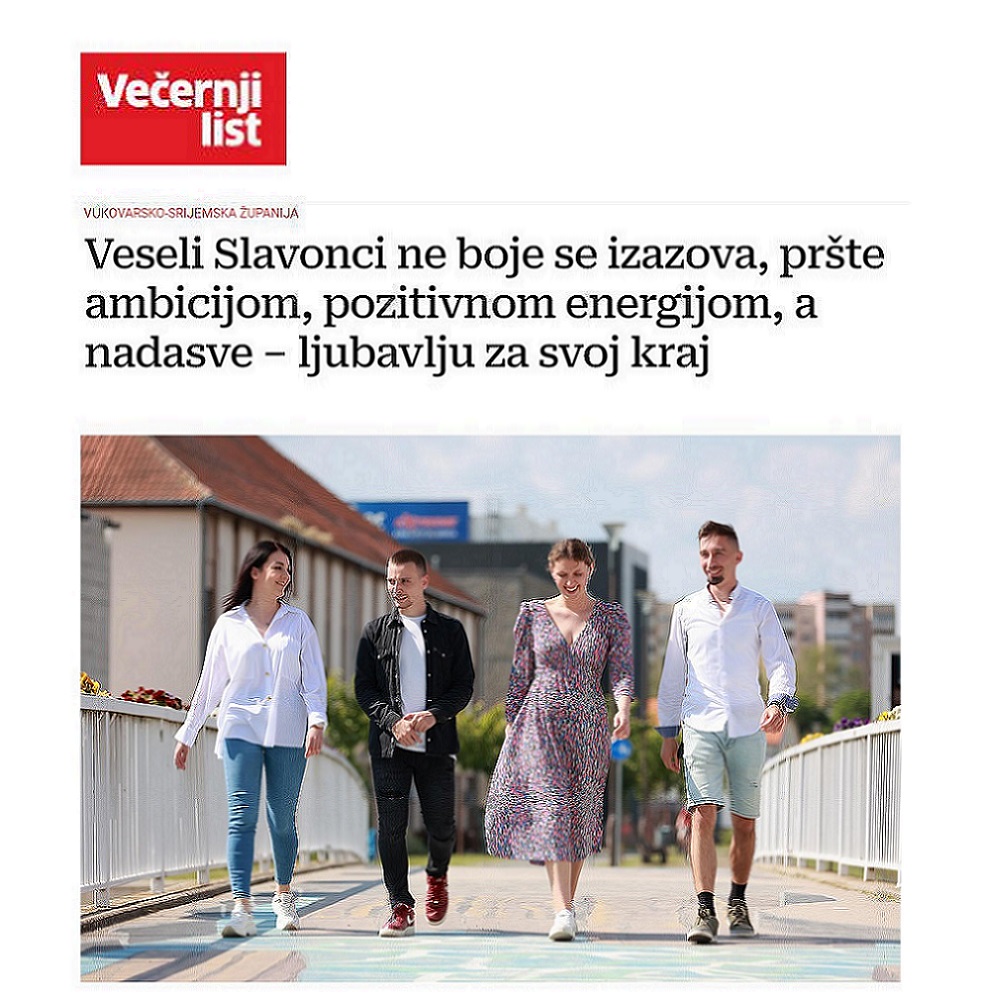 Večernji
list
VUKOVARSKO-SRIJEMSKA ŽUPANIJA
Veseli Slavonci ne boje se izazova, pršte
ambicijom, pozitivnom energijom, a
nadasve – ljubavlju za svoj kraj